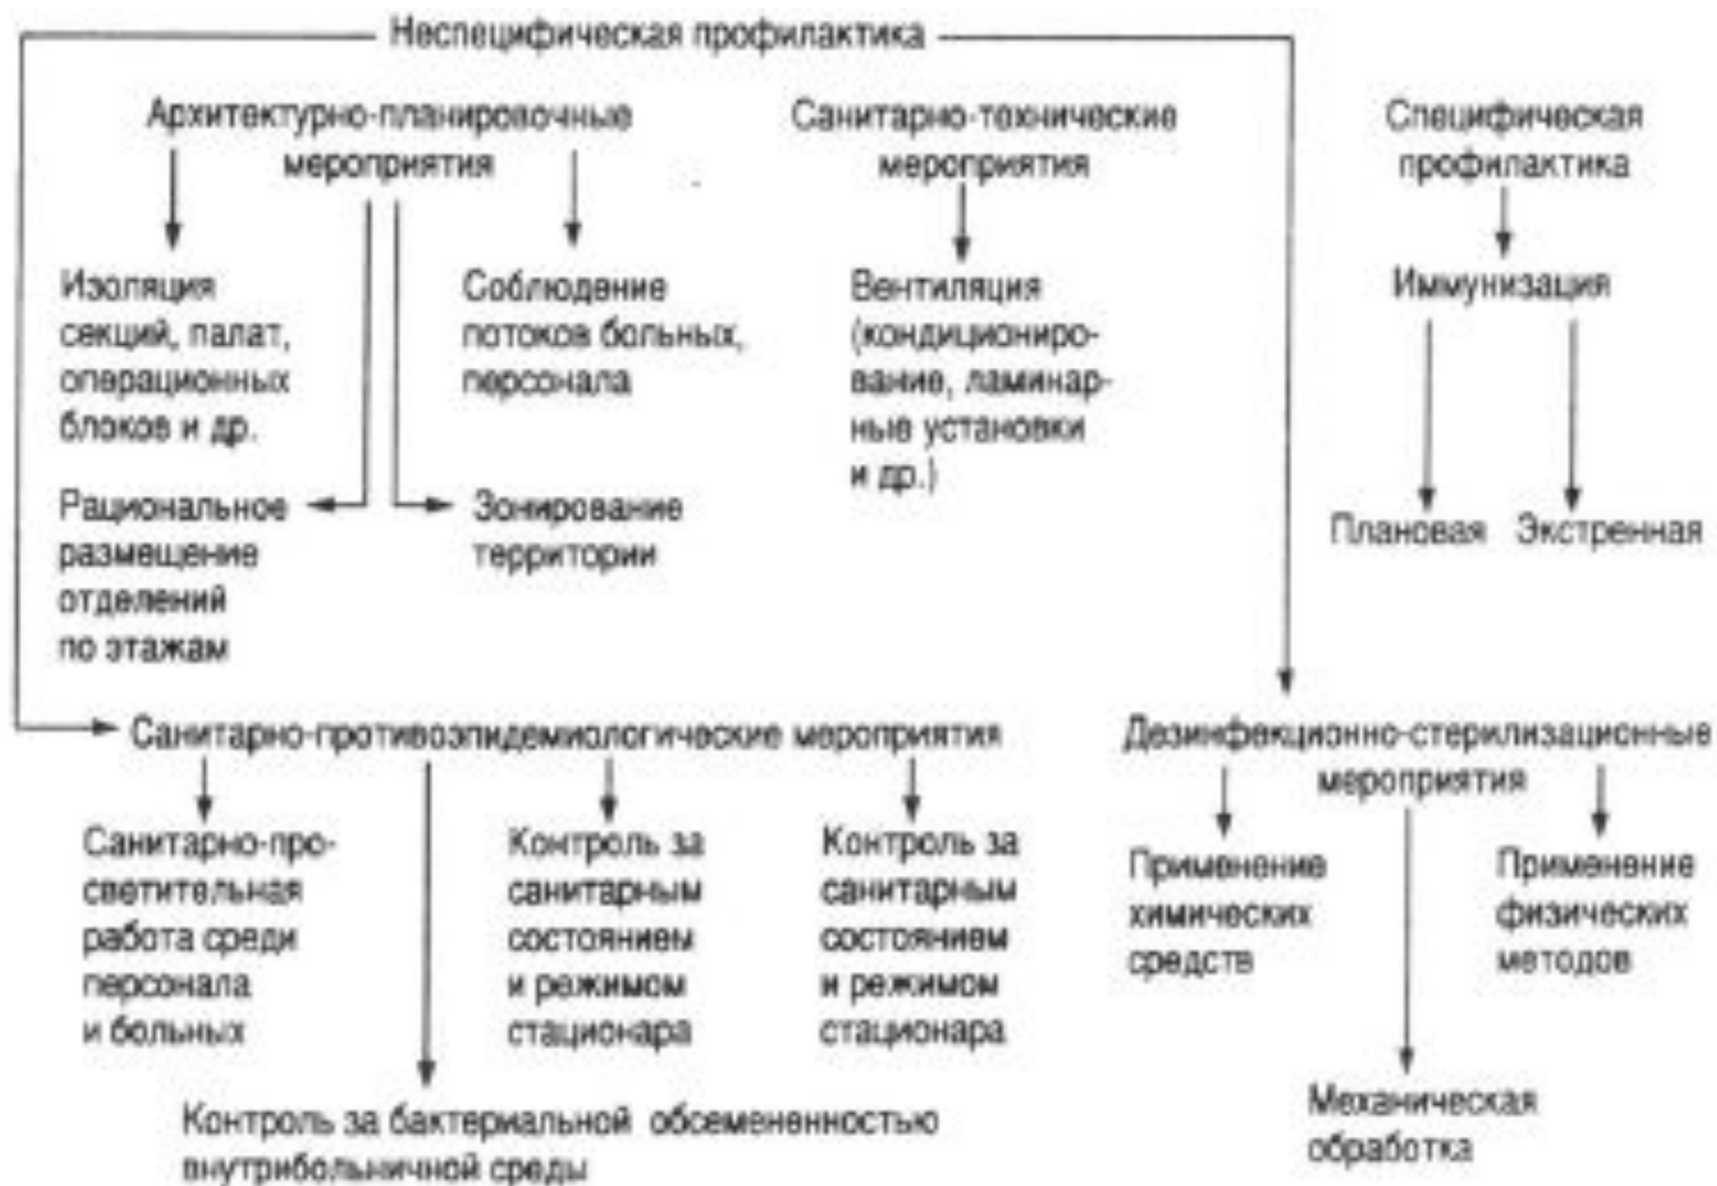 Неспецифическая профилактика
Архитектурно-планировочные
мероприятия
Санитарно-технические
мероприятия
Специфическая
профилактика
Изоляция
секций, палат,
операционных
блоков и др.
Соблюдение
потоков больных,
персонала
Вентиляция
(кондициониро-
вание, ламинар-
ные установки
и др.)
Иммунизация
Рациональное
размещение
отделений
по этажам
Зонирование
территории
Плановая
Экстренная
Санитарно-противоэпидемиологические мероприятия
Дезинфекционно-стерилизационные
мероприятия
Санитарно-про-
светительная
работа среди
персонала
и больных
Контроль за
санитарным
состоянием
и режимом
стационара
Контроль за
санитарным
состоянием
и режимом
стационара
Применение
химических
средств
Применение
физических
методов
Контроль за бактериальной обсемененностью
внутрибольничной среды
Механическая
обработка